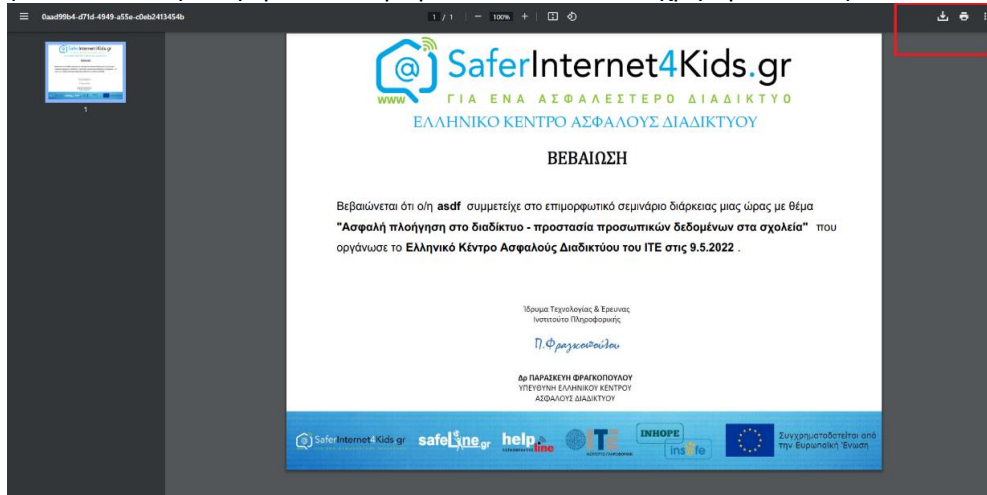 0aad99b4-d71d-4949-a55e-c0eb2413454b
1 / 1
100%
1
@ SaferInternet4Kids.gr
www ΓΙΑ ΕΝΑ ΑΣΦΑΛΕΣΤΕΡΟ ΔΙΑΔΙΚΤΥΟ
ΕΛΛΗΝΙΚΟ ΚΕΝΤΡΟ ΑΣΦΑΛΟΥΣ ΔΙΑΔΙΚΤΥΟΥ
ΒΕΒΑΙΩΣΗ
Βεβαιώνεται ότι ο/η asdf συμμετείχε στο επιμορφωτικό σεμινάριο διάρκειας μιας ώρας με θέμα
"Ασφαλή πλοήγηση στο διαδίκτυο - προστασία προσωπικών δεδομένων στα σχολεία" που
οργάνωσε το Ελληνικό Κέντρο Ασφαλούς Διαδικτύου του ΙΤΕ στις 9.5.2022 .
Ίδρυμα Τεχνολογίας & Έρευνας
Ινστιτούτο Πληροφορικής
Π.Φραγκοπούλου
Δρ ΠΑΡΑΣΚΕΥΗ ΦΡΑΓΚΟΠΟΥΛΟΥ
ΥΠΕΥΘΥΝΗ ΕΛΛΗΝΙΚΟΥ ΚΕΝΤΡΟΥ
ΑΣΦΑΛΟΥΣ ΔΙΑΔΙΚΤΥΟΥ
@ SaferInternet4Kids.gr safeLine.gr help line ΙΤΕ INHOPE insafe Συγχρηματοδοτείται από
την Ευρωπαϊκή Ένωση